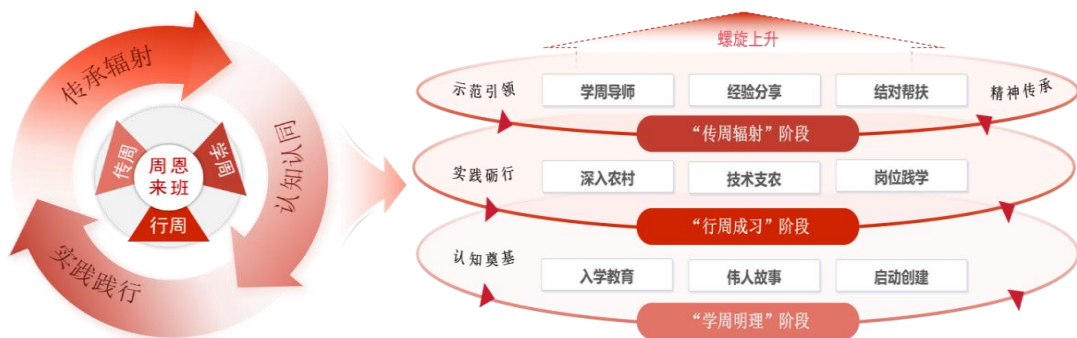 传承辐射
认知认同
实践践行
传周
学周
行周
周恩
来班
螺旋上升
示范引领
学周导师
经验分享
结对帮扶
精神传承
“传周辐射”阶段
实践砺行
深入农村
技术支农
岗位践学
“行周成习”阶段
认知奠基
入学教育
伟人故事
启动创建
“学周明理”阶段